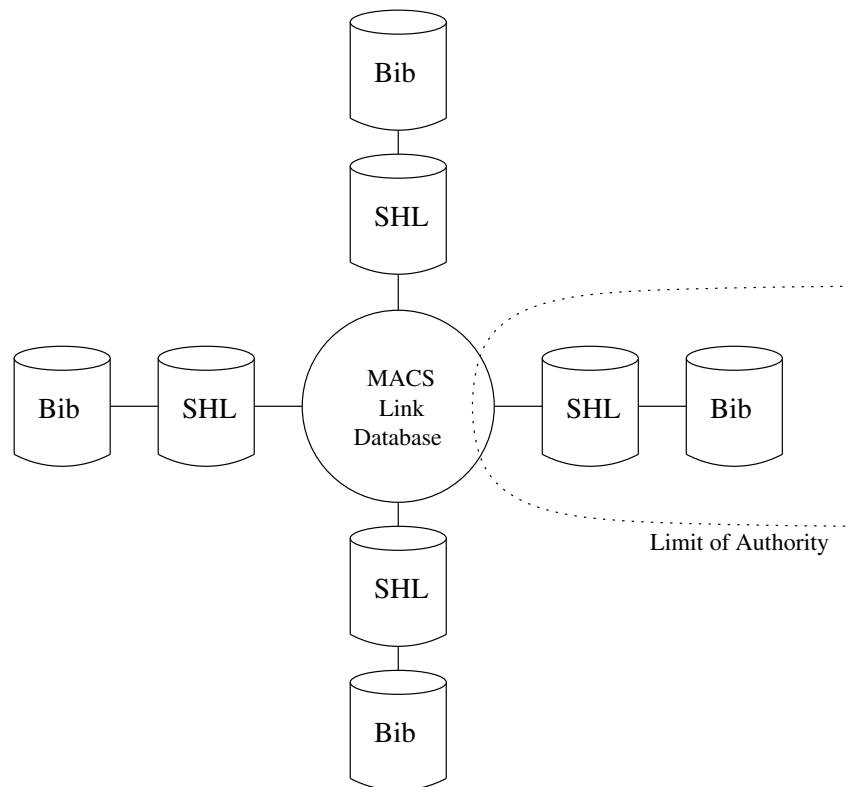 Bib
SHL
MACS
Link
Database
Bib
SHL
SHL
Bib
Limit of Authority
SHL
Bib